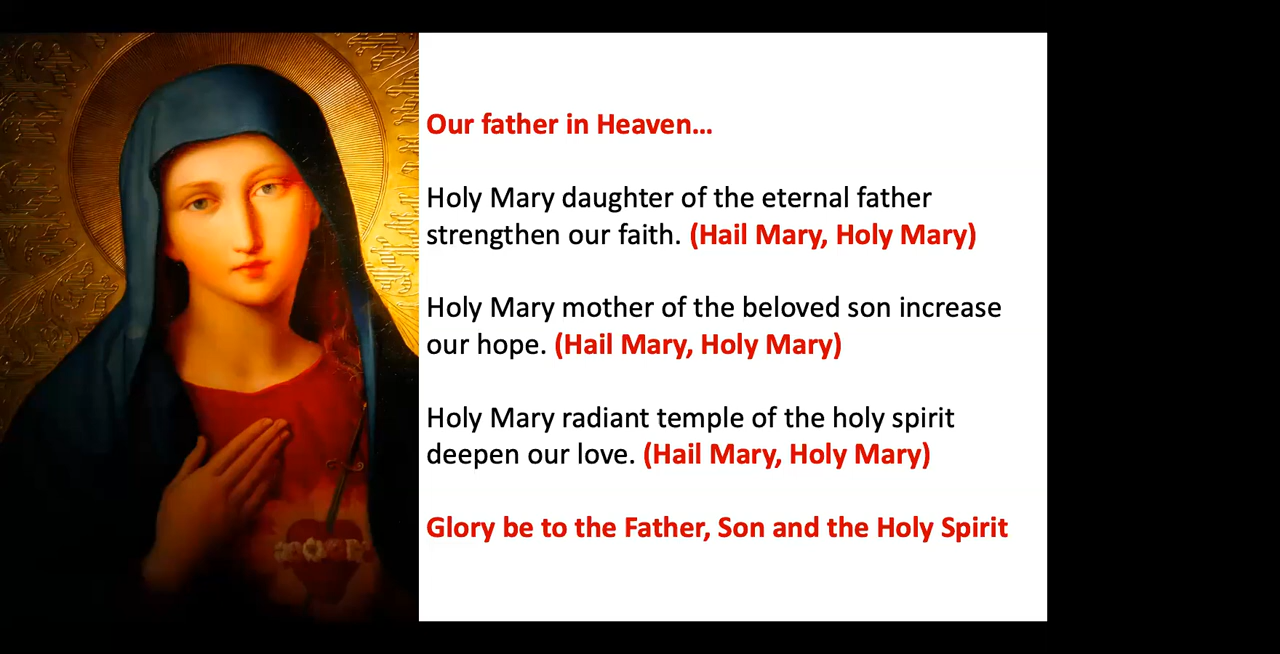 Our father in Heaven…
Holy Mary daughter of the eternal father
strengthen our faith. (Hail Mary, Holy Mary)
Holy Mary mother of the beloved son increase
our hope. (Hail Mary, Holy Mary)
Holy Mary radiant temple of the holy spirit
deepen our love. (Hail Mary, Holy Mary)
Glory be to the Father, Son and the Holy Spirit